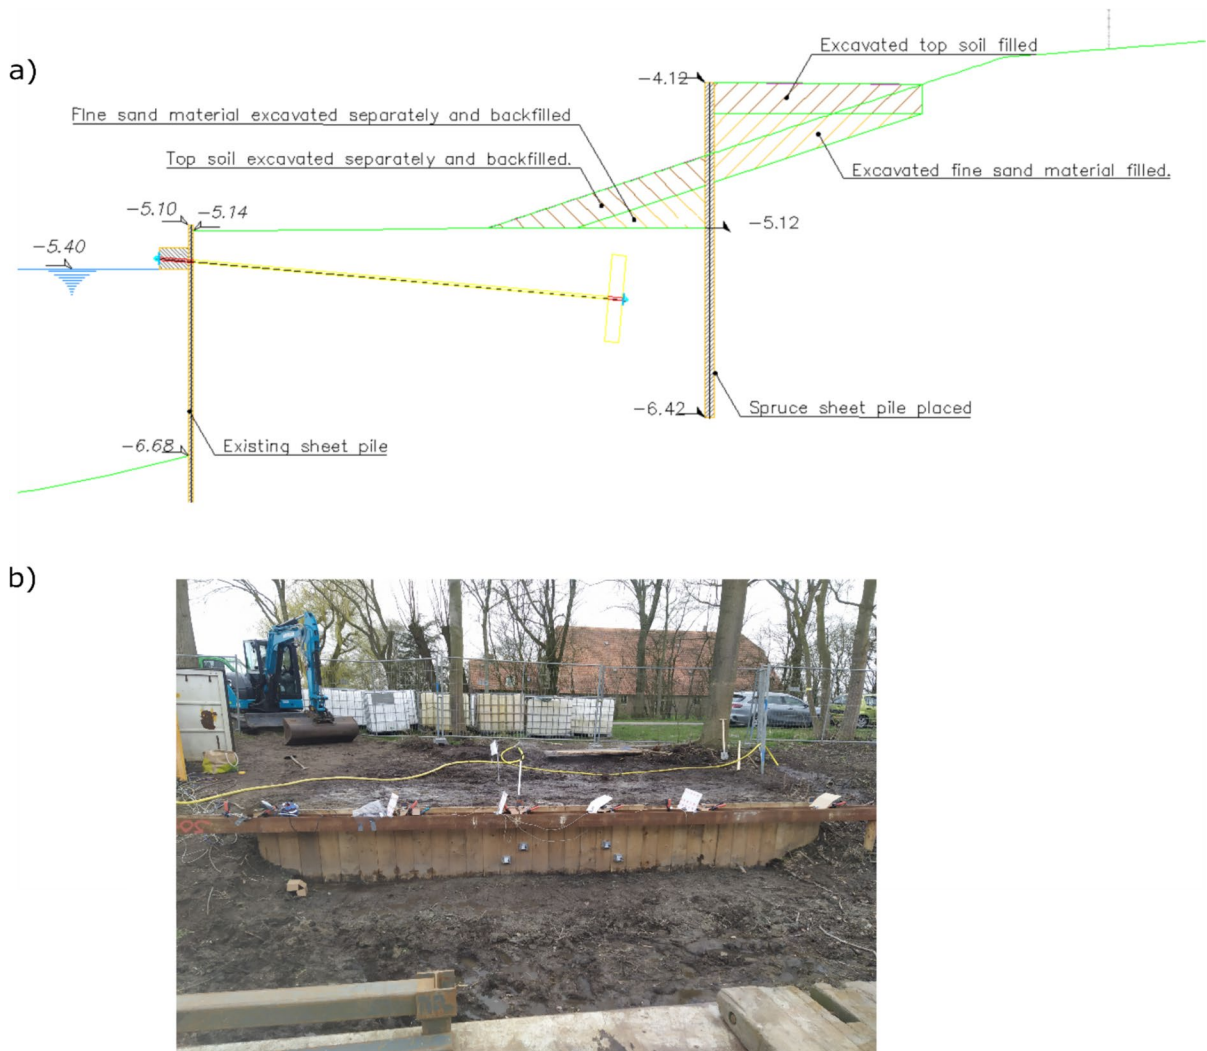 a)
Excavated top soil filled
-4.12
FIne sand material excavated separately and backfilled
Top soil excavated separately and backfilled.
Excavated fine sand material filled.
-5.10
-5.14
-5.12
-5.40
-6.42
Spruce sheet pile placed
-6.68
Existing sheet pile
b)